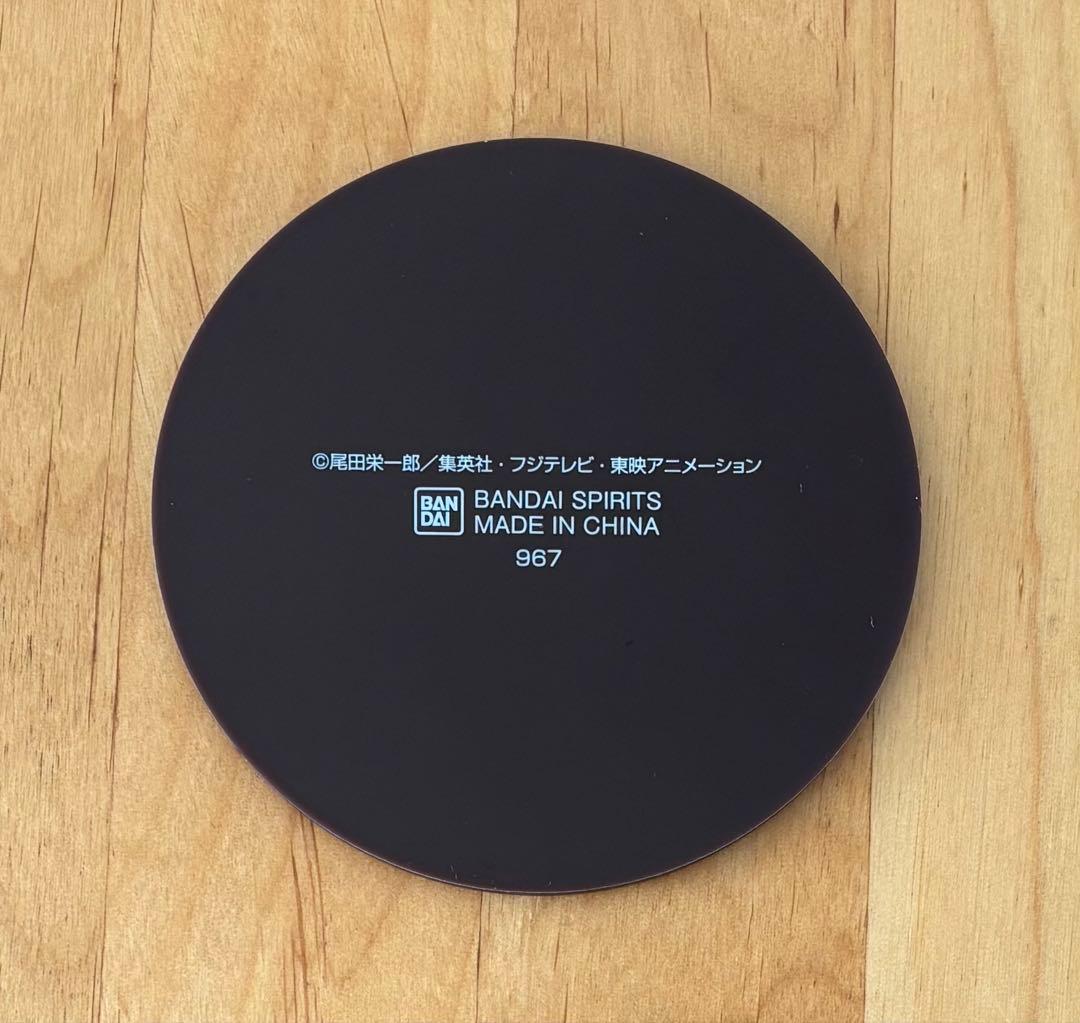 ©尾田栄一郎／集英社・フジテレビ・東映アニメーション
BAN
DAI
BANDAI SPIRITS
MADE IN CHINA
967